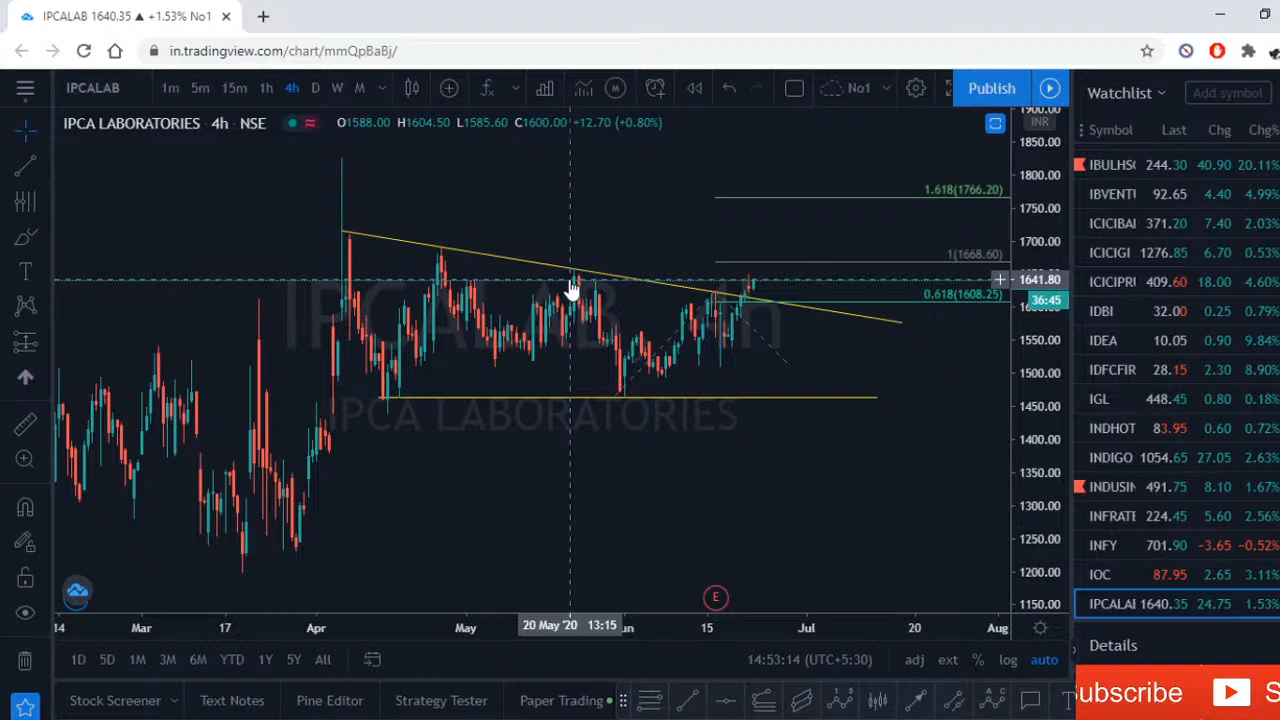 IPCALAB 1640.35 ▲ +1.53% No1
in.tradingview.com/chart/mmQpBaBj/
IPCALAB 1m 5m 15m 1h 4h D W M No1 Publish
Watchlist Add symbol
IPCA LABORATORIES • 4h • NSE O1588.00 H1604.50 L1585.60 C1600.00 +12.70 (+0.80%)
INR
Symbol Last Chg Chg%
1900.00
1850.00
1800.00
1750.00
1700.00
1641.80
36:45
1550.00
1500.00
1450.00
1400.00
1350.00
1300.00
1250.00
1200.00
1150.00
1.618(1766.20)
1(1668.60)
0.618(1608.25)
IPCALAB, 4h
IPCA LABORATORIES
E
14 Mar 17 Apr May 20 May '20 13:15 un 15 Jul 20 Aug
IBULHS 244.30 40.90 20.11%
IBVENT 92.65 4.40 4.99%
ICICIBA 371.20 7.40 2.03%
ICICIGI 1276.85 6.70 0.53%
ICICIPR 409.60 18.00 4.60%
IDBI 32.00 0.25 0.79%
IDEA 10.05 0.90 9.84%
IDFCFIR 28.15 2.30 8.90%
IGL 448.45 0.80 0.18%
INDHOT 83.95 0.60 0.72%
INDIGO 1054.65 27.05 2.63%
INDUSIN 491.75 8.10 1.67%
INFRATE 224.45 5.60 2.56%
INFY 701.90 -3.65 -0.52%
IOC 87.95 2.65 3.11%
IPCALA 1640.35 24.75 1.53%
Details
1D 5D 1M 3M 6M YTD 1Y 5Y All
14:53:14 (UTC+5:30) adj ext % log auto
Stock Screener Text Notes Pine Editor Strategy Tester Paper Trading
ubscribe